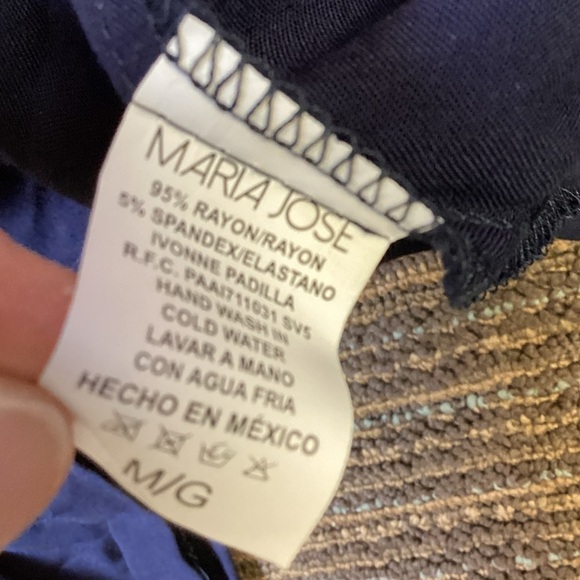 MARIA JOSE
95% RAYON/RAYON
5% SPANDEX/ELASTANO
IVONNE PADILLA
R.F.C. PAAI711031 SV5
HAND WASH IN
COLD WATER
LAVAR A MANO
CON AGUA FRIA
HECHO EN MÉXICO
M/G